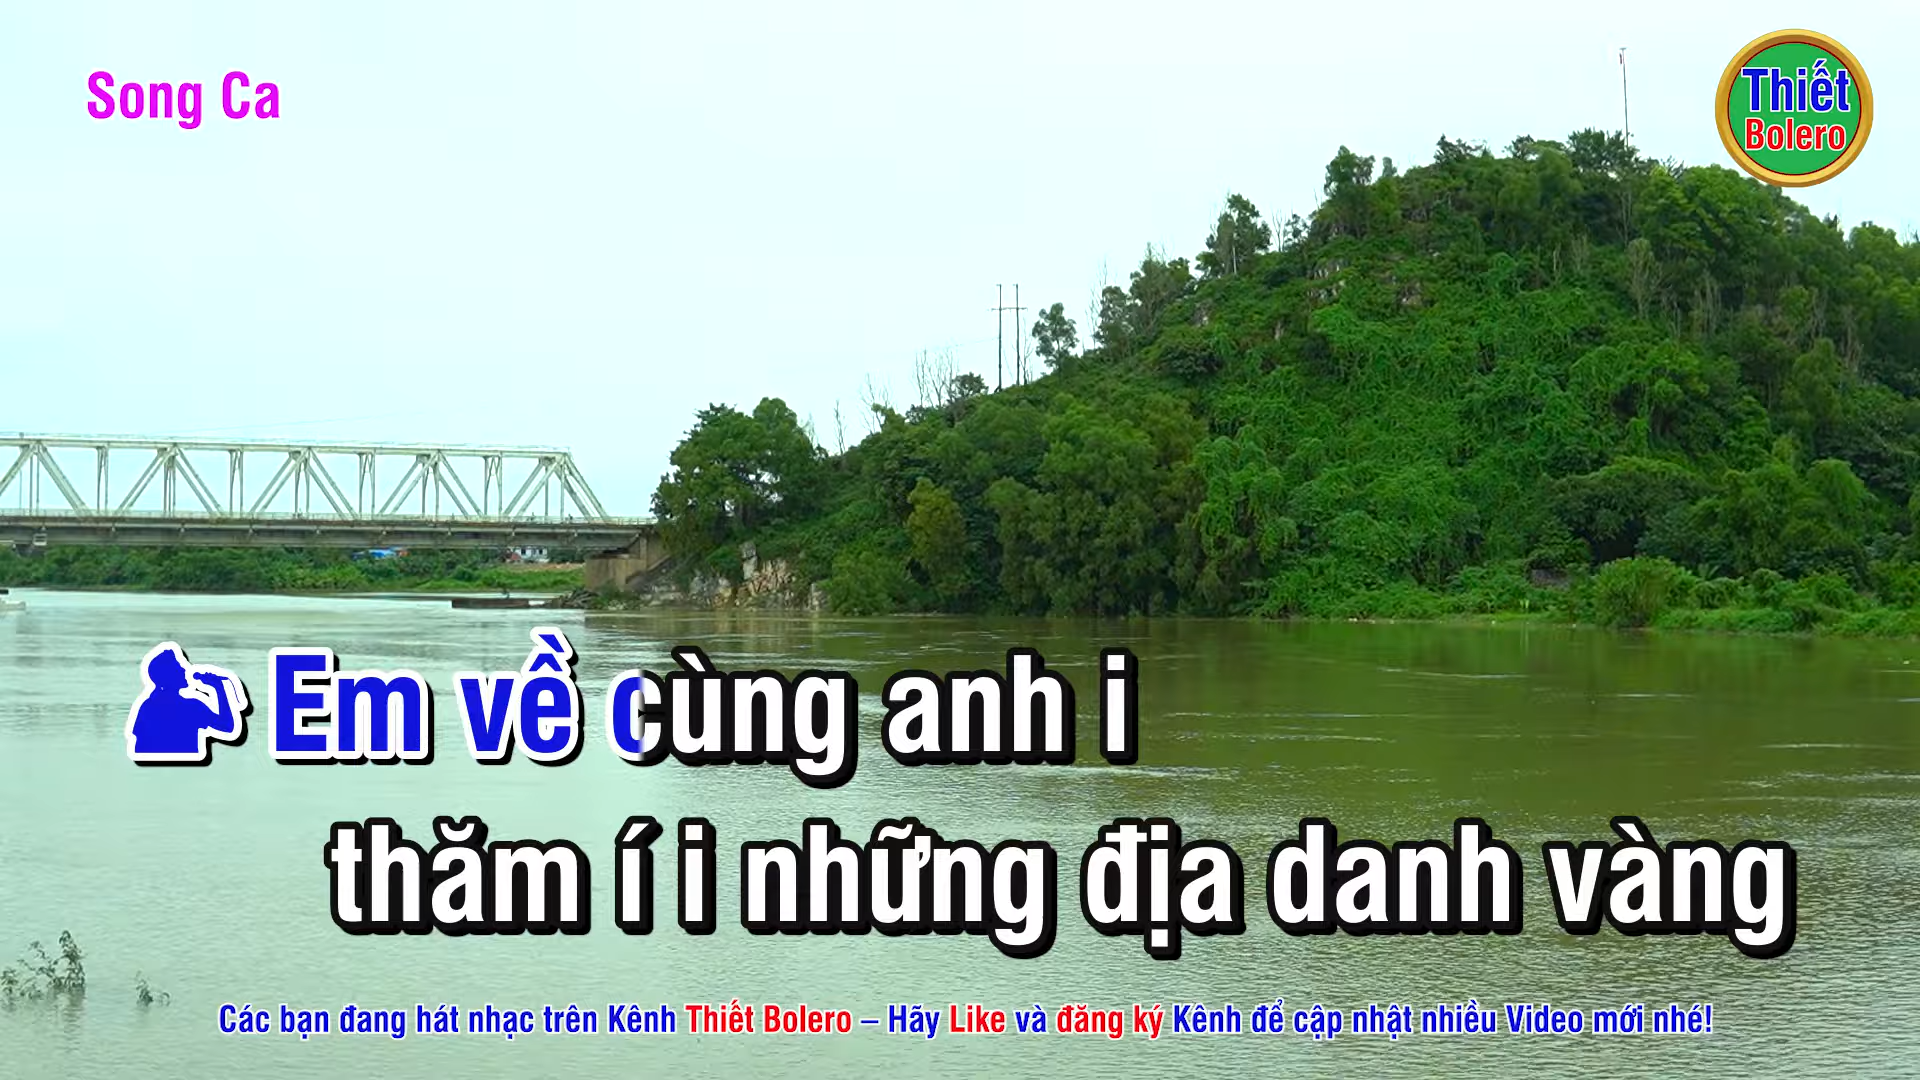 Song Ca
Thiết
Bolero
Em về cùng anh i
thăm í i những địa danh vàng
Các bạn đang hát nhạc trên Kênh Thiết Bolero – Hãy Like và đăng ký Kênh để cập nhật nhiều Video mới nhé!